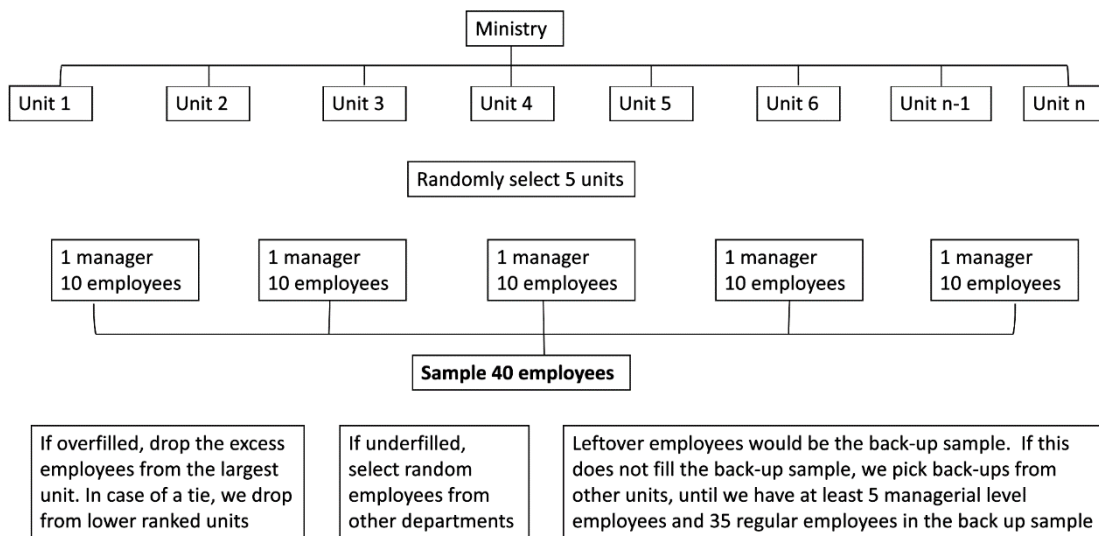 Ministry
Unit 1
Unit 2
Unit 3
Unit 4
Unit 5
Unit 6
Unit n-1
Unit n
Randomly select 5 units
1 manager
10 employees
1 manager
10 employees
1 manager
10 employees
1 manager
10 employees
1 manager
10 employees
Sample 40 employees
If overfilled, drop the excess
employees from the largest
unit. In case of a tie, we drop
from lower ranked units
If underfilled,
select random
employees from
other departments
Leftover employees would be the back-up sample.  If this
does not fill the back-up sample, we pick back-ups from
other units, until we have at least 5 managerial level
employees and 35 regular employees in the back up sample